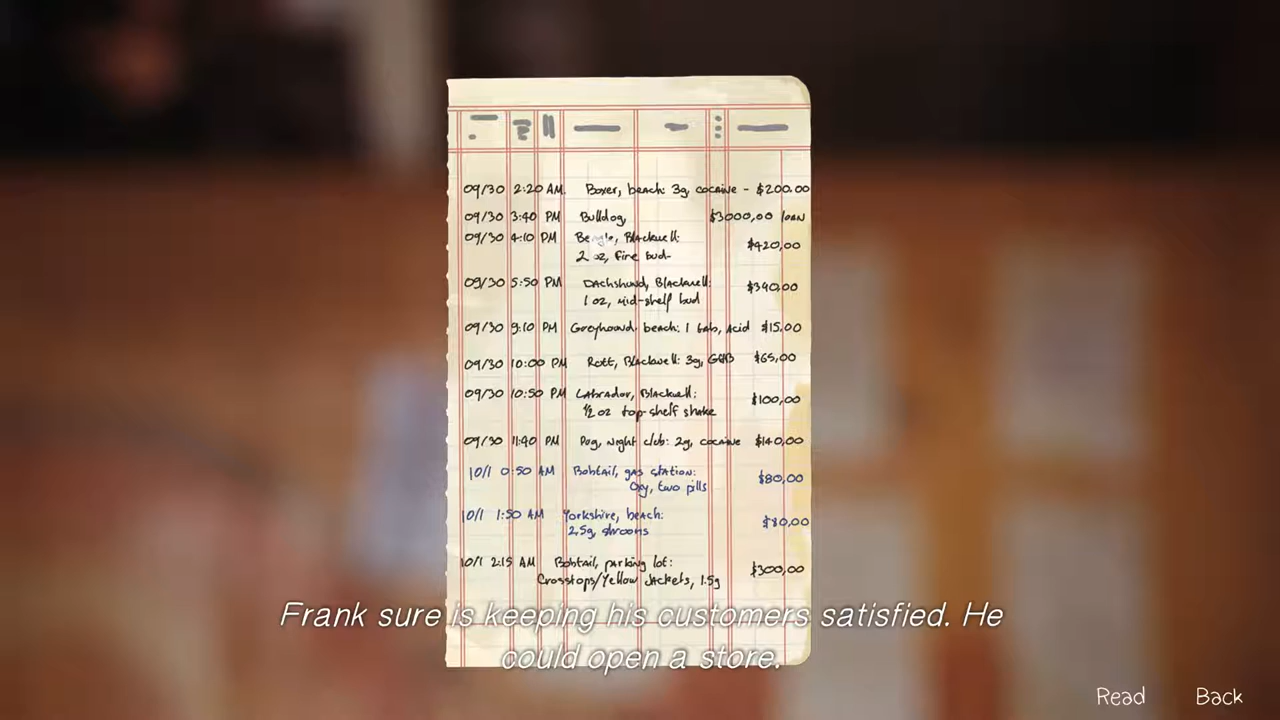 09/30 2:20 AM. Boxer, beach: 3g, cocaine - $200.00
09/30 3:40 PM Bulldog, $3000,00 loan
09/30 4:10 PM Beagle, Blackwell: $420,00
2 oz, fine bud-
09/30 5:50 PM Dachshund, Blackwell: $340,00
1 oz, mid-shelf bud
09/30 9:10 PM Greyhound, beach: 1 tab, Acid $15.00
09/30 10:00 PM Rott, Blackwell: 3g, GHB $65,00
09/30 10:50 PM Labrador, Blackwell: $100,00
1/2 oz top-shelf shake
09/30 11:40 PM Pug, night club: 2g, cocaine $140,00
10/1 0:50 AM Bobtail, gas station: $80,00
Oxy, two pills
10/1 1:50 AM Yorkshire, beach:
2,5g, shrooms
10/1 2:15 AM Bobtail, parking lot: $300,00
Crosstops/Yellow Jackets, 1.5g
Frank sure is keeping his customers satisfied. He
could open a store.
Read Back